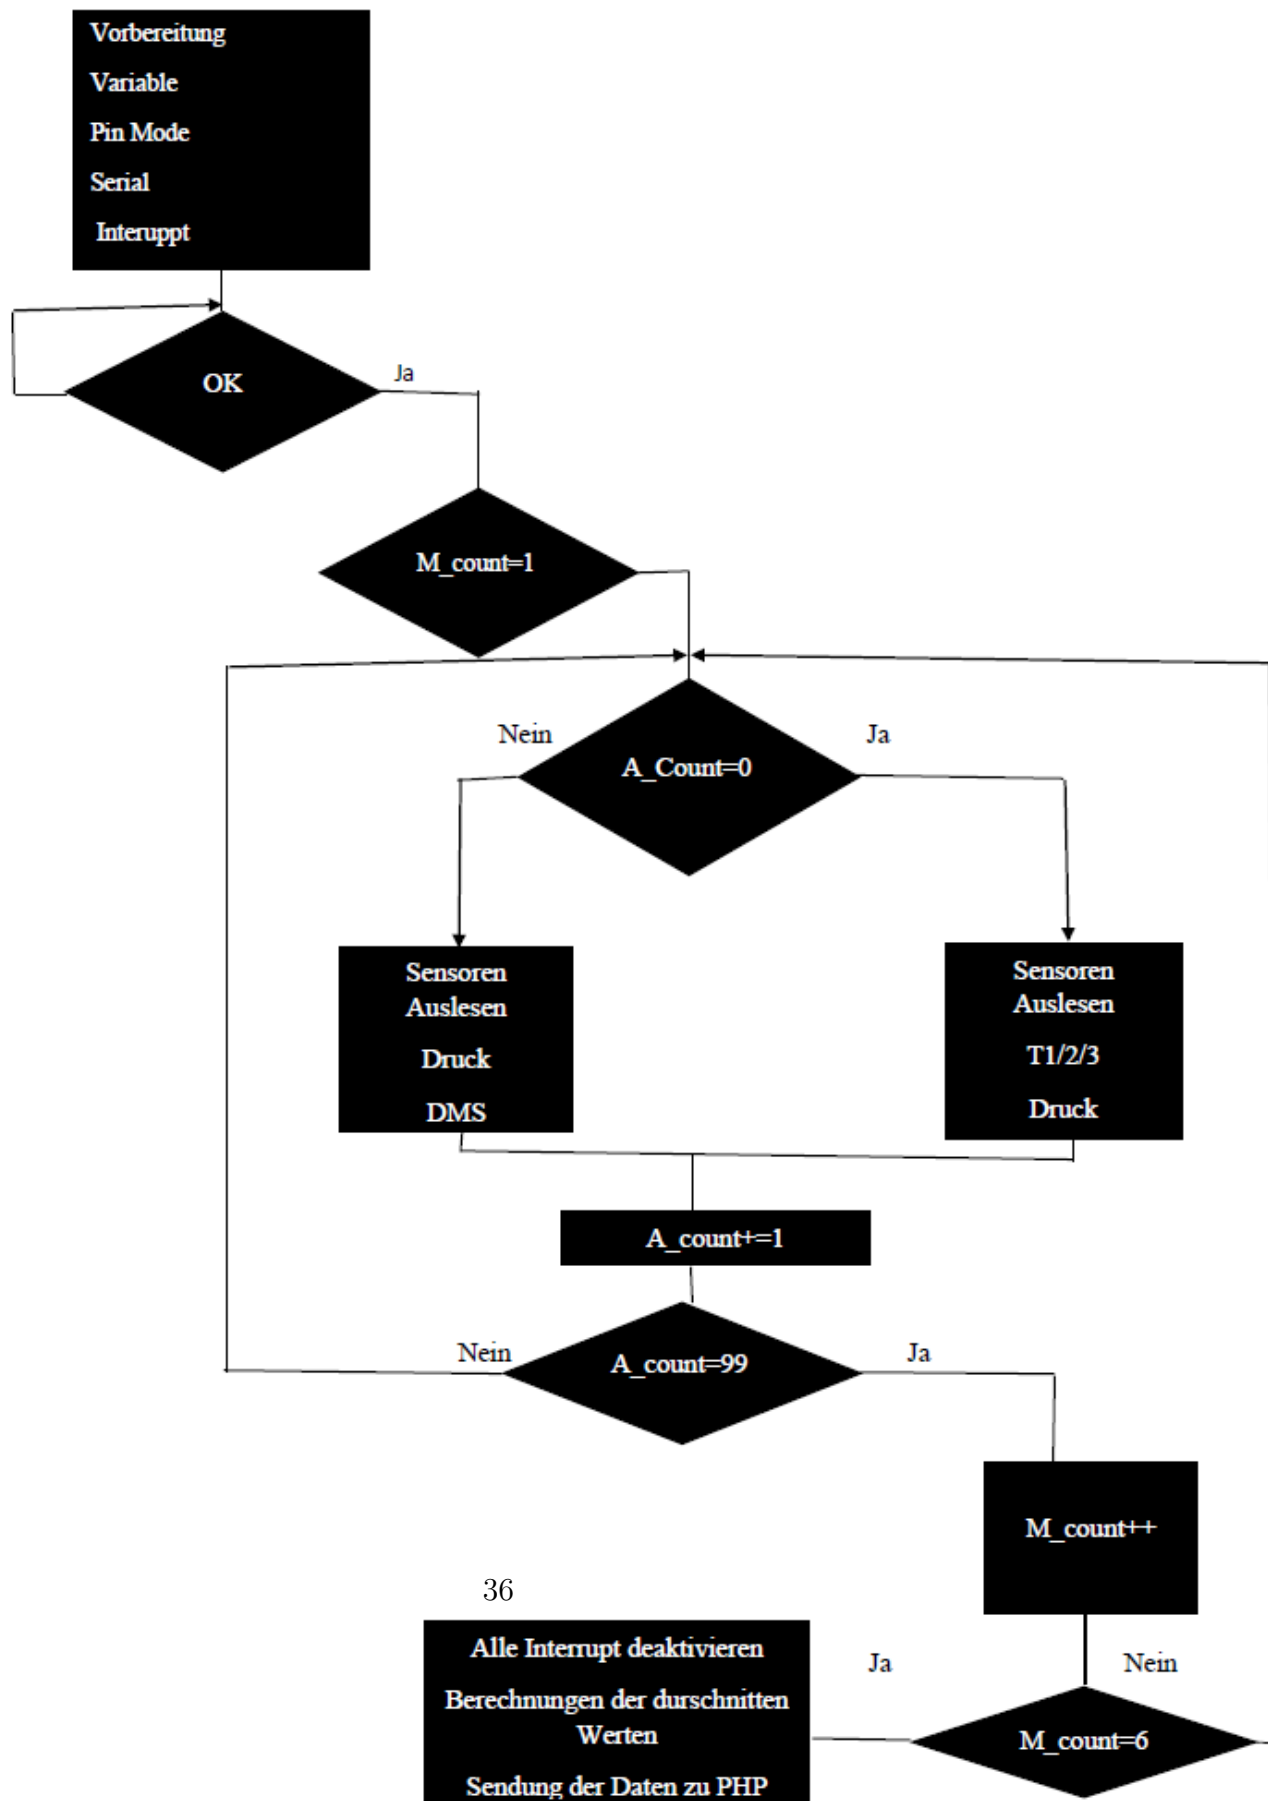 Vorbereitung
Variable
Pin Mode
Serial
Interuppt
OK
Ja
M_count=1
Nein
Ja
A_Count=0
Sensoren
Auslesen
Druck
DMS
Sensoren
Auslesen
T1/2/3
Druck
A_count+=1
Nein
Ja
A_count=99
M_count++
36
Alle Interrupt deaktivieren
Berechnungen der durschnitten
Werten
Sendung der Daten zu PHP
Ja
Nein
M_count=6